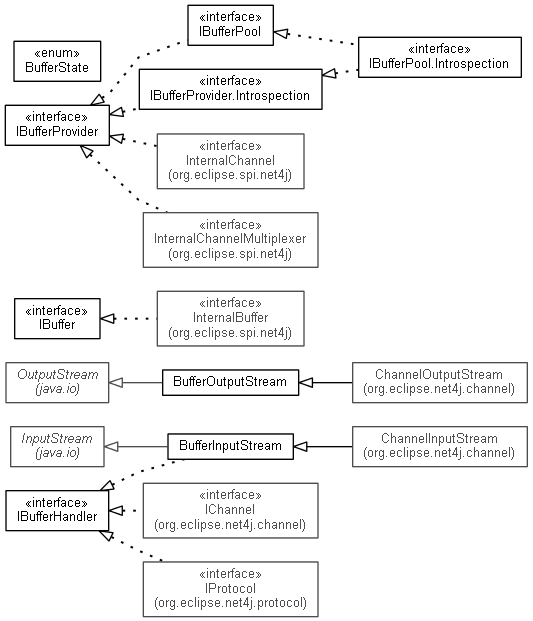 «interface»
IBufferPool
«enum»
BufferState
«interface»
IBufferPool.Introspection
«interface»
IBufferProvider.Introspection
«interface»
IBufferProvider
«interface»
InternalChannel
(org.eclipse.spi.net4j)
«interface»
InternalChannelMultiplexer
(org.eclipse.spi.net4j)
«interface»
IBuffer
«interface»
InternalBuffer
(org.eclipse.spi.net4j)
OutputStream
(java.io)
BufferOutputStream
ChannelOutputStream
(org.eclipse.net4j.channel)
InputStream
(java.io)
BufferInputStream
ChannelInputStream
(org.eclipse.net4j.channel)
«interface»
IBufferHandler
«interface»
IChannel
(org.eclipse.net4j.channel)
«interface»
IProtocol
(org.eclipse.net4j.protocol)